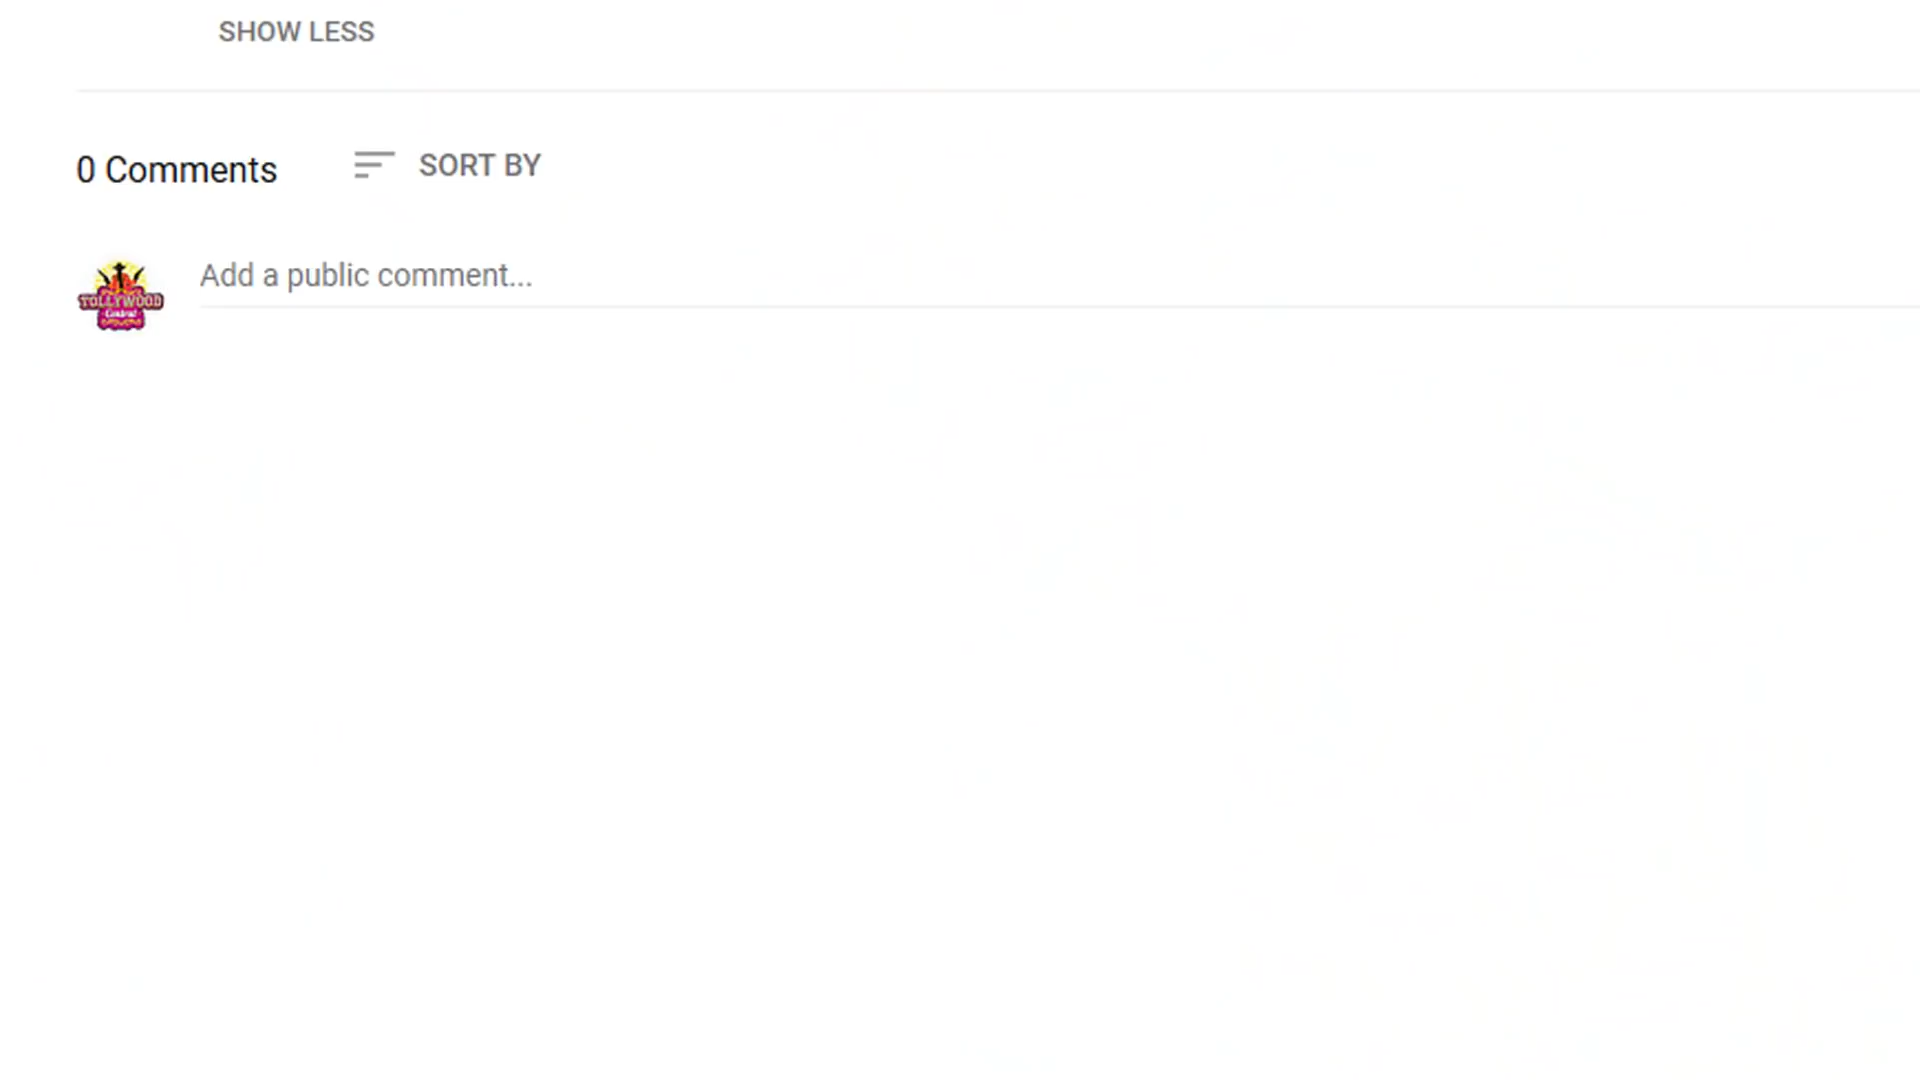 SHOW LESS
0 Comments
SORT BY
TOLLYWOOD
Add a public comment...